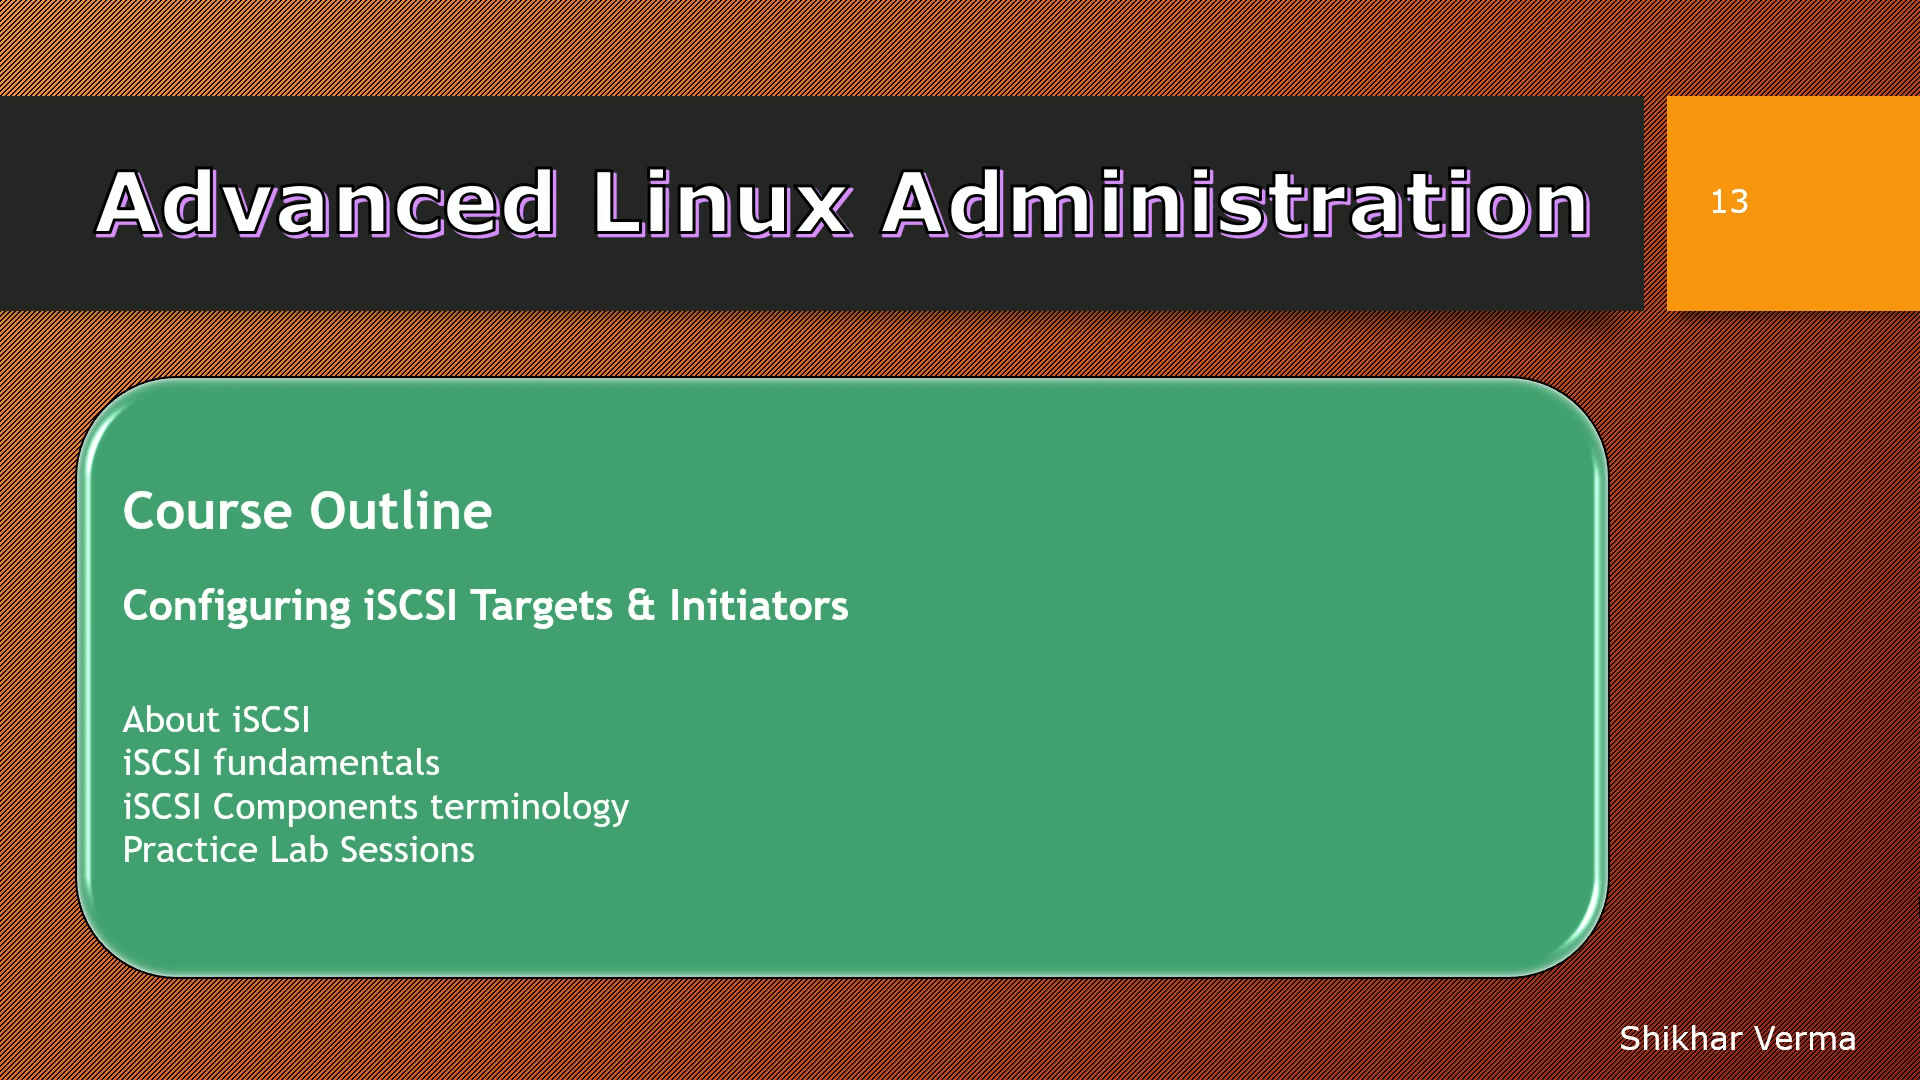 Advanced Linux Administration
13
Course Outline
Configuring iSCSI Targets & Initiators
About iSCSI
iSCSI fundamentals
iSCSI Components terminology
Practice Lab Sessions
Shikhar Verma